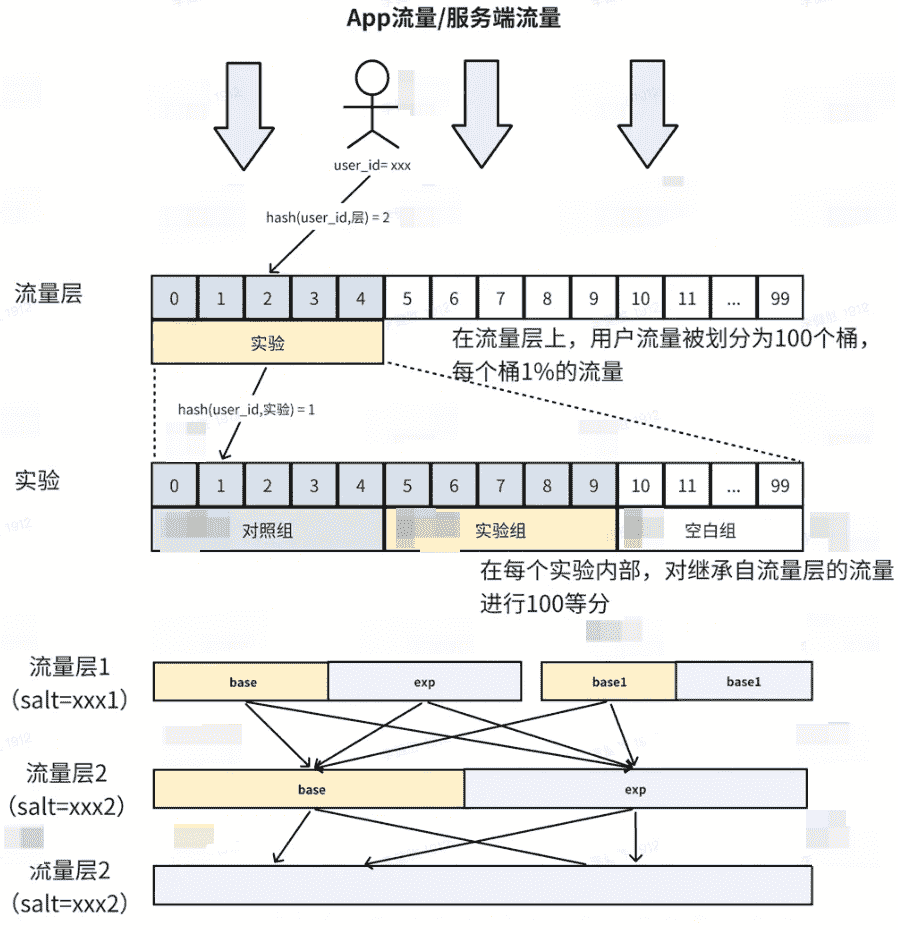 App流量/服务端流量
user_id= xxx
hash(user_id,层) = 2
流量层
0 1 2 3 4 5 6 7 8 9 10 11 ... 99
实验
在流量层上，用户流量被划分为100个桶，
每个桶1%的流量
hash(user_id,实验) = 1
实验
0 1 2 3 4 5 6 7 8 9 10 11 ... 99
对照组 实验组 空白组
在每个实验内部，对继承自流量层的流量
进行100等分
流量层1
（salt=xxx1）
base exp base1 base1
流量层2
（salt=xxx2）
base exp
流量层2
（salt=xxx2）